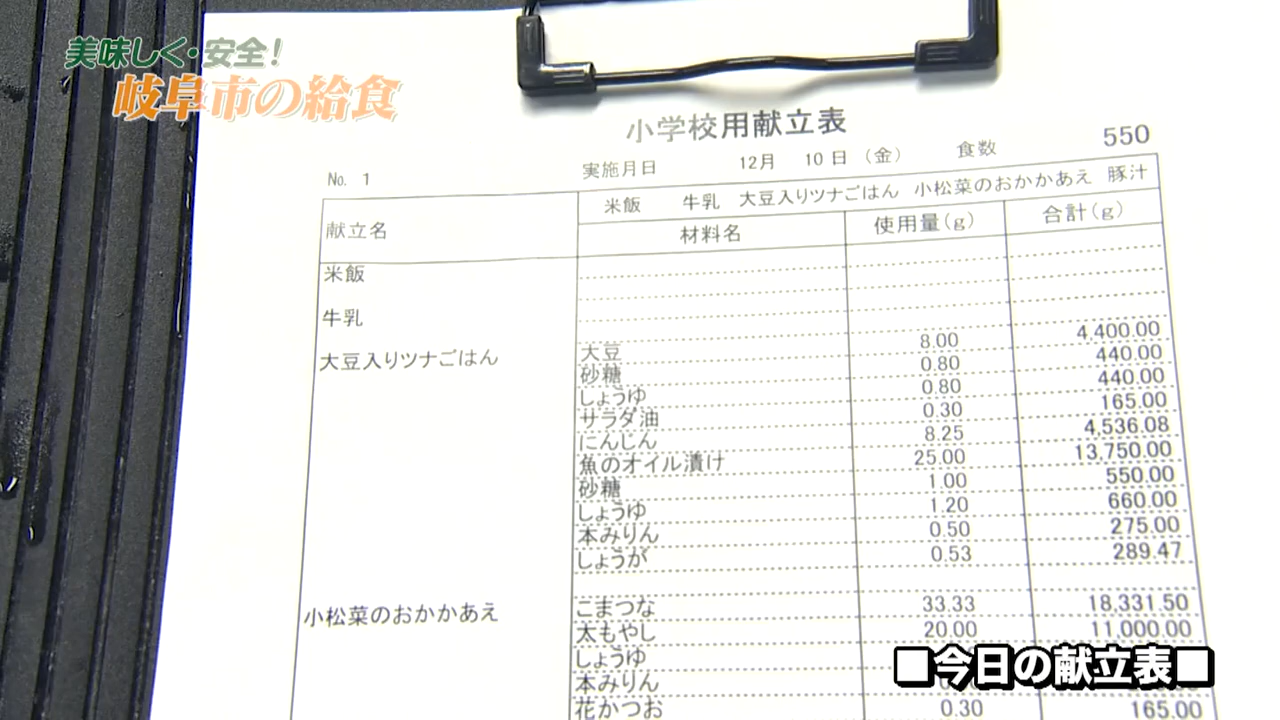 美味しく・安全!
岐阜市の給食
小学校用献立表
No. 1 実施月日 12月 10日 (金) 食数 550
献立名 米飯 牛乳 大豆入りツナごはん 小松菜のおかかあえ 豚汁
材料名 使用量(g) 合計(g)
米飯
牛乳
大豆入りツナごはん 大豆 8.00 4,400.00
砂糖 0.80 440.00
しょうゆ 0.80 440.00
サラダ油 0.30 165.00
にんじん 8.25 4,536.08
魚のオイル漬け 25.00 13,750.00
砂糖 1.00 550.00
しょうゆ 1.20 660.00
本みりん 0.50 275.00
しょうが 0.53 289.47
小松菜のおかかあえ こまつな 33.33 18,331.50
太もやし 20.00 11,000.00
しょうゆ
本みりん
花かつお 0.30 165.00
■今日の献立表■